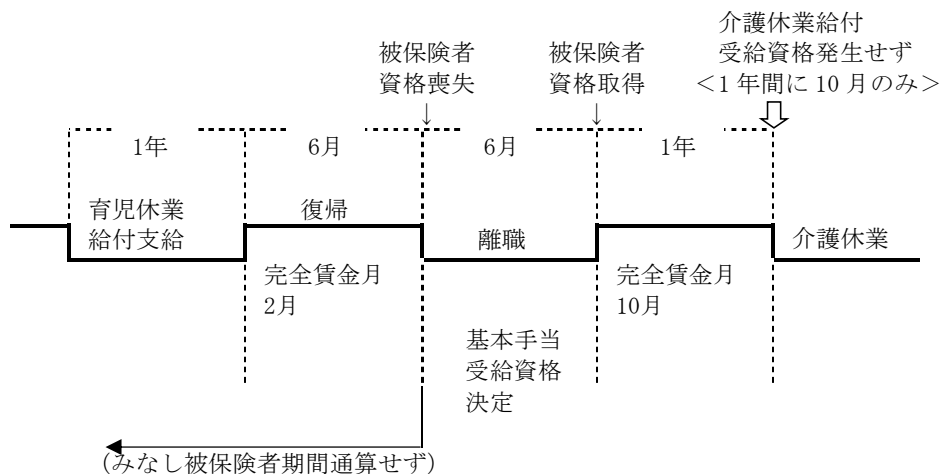 介護休業給付
受給資格発生せず
＜1年間に10月のみ＞
被保険者
資格喪失
↓
被保険者
資格取得
↓
1年
6月
6月
1年
育児休業
給付支給
復帰
離職
介護休業
完全賃金月
2月
完全賃金月
10月
基本手当
受給資格
決定
(みなし被保険者期間通算せず)